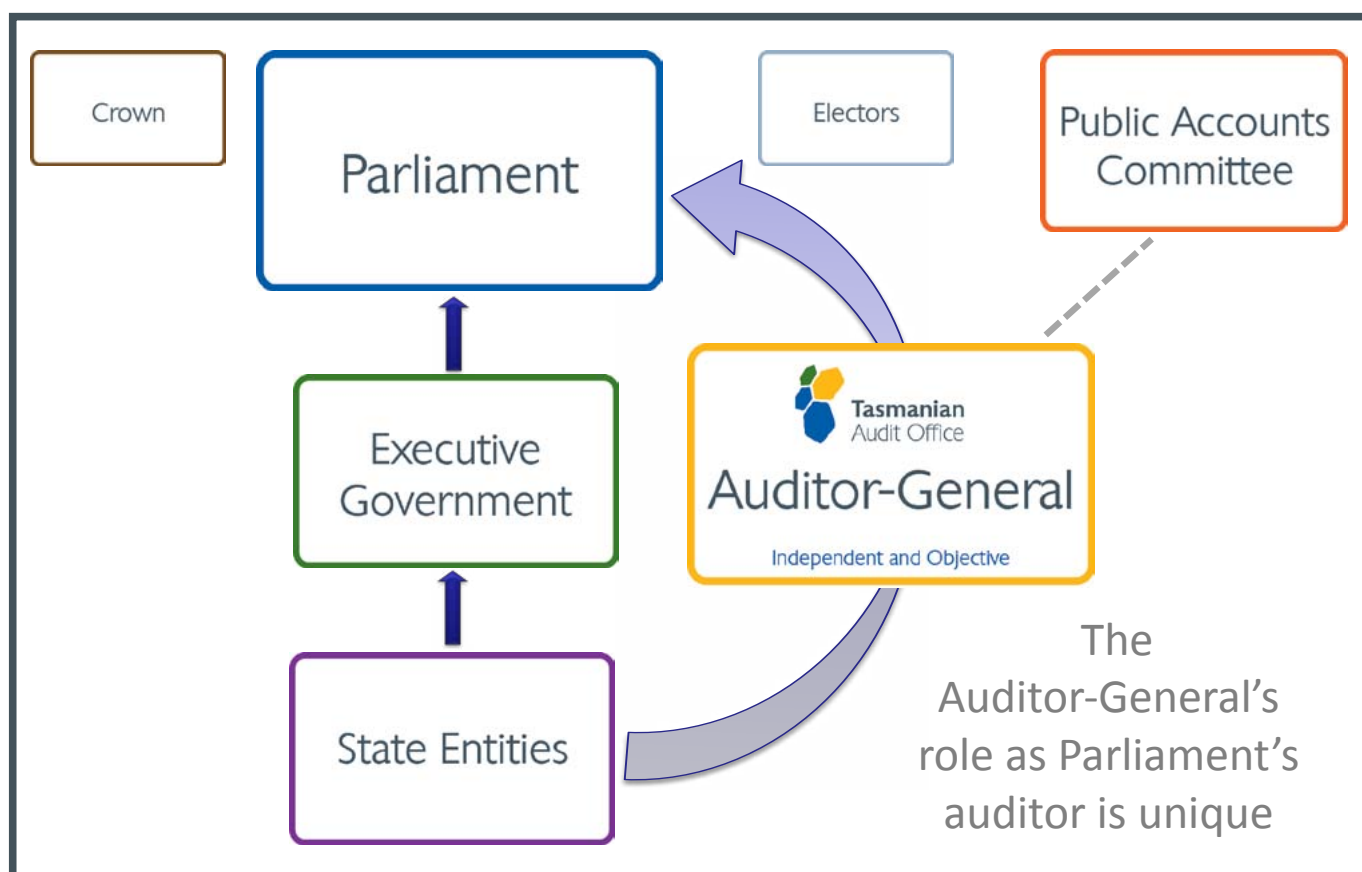 Crown
Parliament
Electors
Public Accounts
Committee
Executive
Government
Tasmanian
Audit Office
Auditor-General
Independent and Objective
State Entities
The
Auditor-General’s
role as Parliament’s
auditor is unique